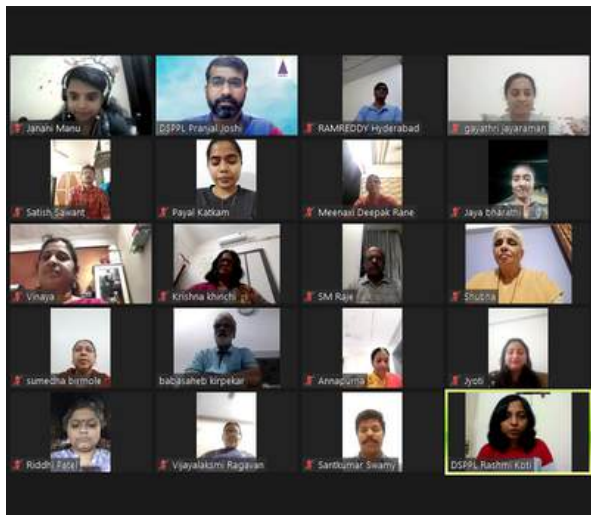 Janani Manu
DSPPL Pranjal Joshi
RAMREDDY Hyderabad
gayathri jayaraman
Satish Sawant
Payal Katkam
Meenaxi Deepak Rane
Jaya bharathi
Vinaya
Krishna khirichi
SM Raje
Shubha
sumedha birmole
babasaheb kirpekar
Annapurna
Jyoti
Riddhi Patel
Vijayalaksmi Ragavan
Santkumar Swamy
DSPPL Rashmi Koti